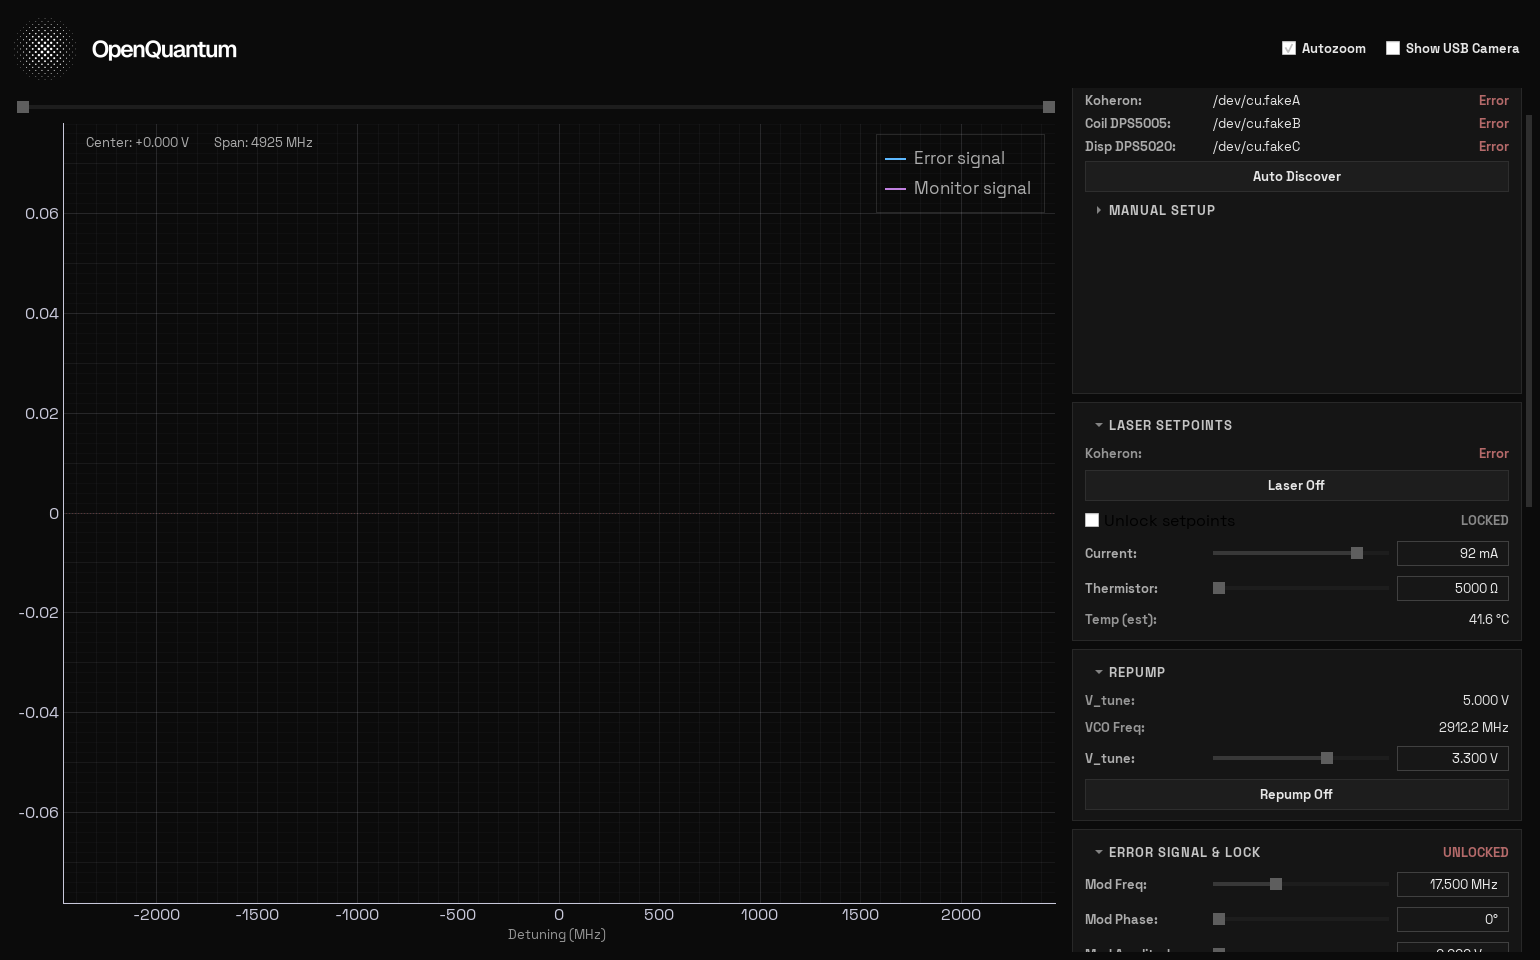 OpenQuantum
Autozoom
Show USB Camera
Center: +0.000 V
Span: 4925 MHz
Error signal
Monitor signal
0.06
0.04
0.02
0
-0.02
-0.04
-0.06
-2000
-1500
-1000
-500
0
500
1000
1500
2000
Detuning (MHz)
Koheron: /dev/cu.fakeA Error
Coil DPS5005: /dev/cu.fakeB Error
Disp DPS5020: /dev/cu.fakeC Error
Auto Discover
MANUAL SETUP
LASER SETPOINTS
Koheron: Error
Laser Off
Unlock setpoints LOCKED
Current: 92 mA
Thermistor: 5000 Ω
Temp (est): 41.6 °C
REPUMP
V_tune: 5.000 V
VCO Freq: 2912.2 MHz
V_tune: 3.300 V
Repump Off
ERROR SIGNAL & LOCK UNLOCKED
Mod Freq: 17.500 MHz
Mod Phase: 0°